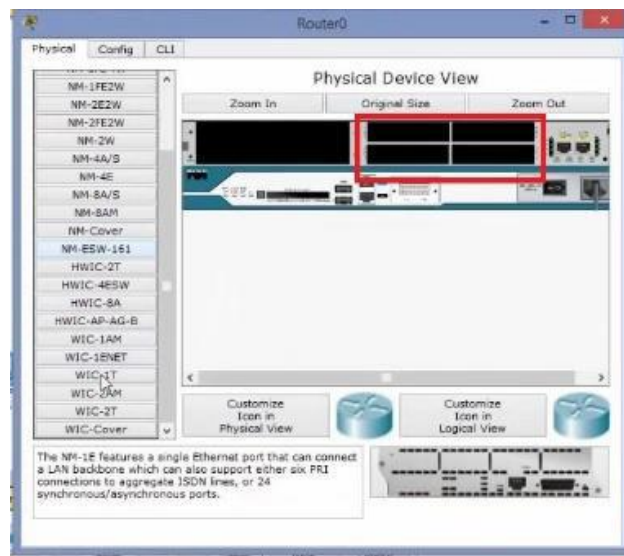 Router0
Physical Config CLI
Physical Device View
Zoom In Original Size Zoom Out
NM-1FE2W
NM-2E2W
NM-2FE2W
NM-2W
NM-4A/S
NM-4E
NM-8A/S
NM-8AM
NM-Cover
NM-ESW-161
HWIC-2T
HWIC-4ESW
HWIC-8A
HWIC-AP-AG-B
WIC-1AM
WIC-1ENET
WIC-1T
WIC-2AM
WIC-2T
WIC-Cover
Customize
Icon in
Physical View
Customize
Icon in
Logical View
The NM-1E features a single Ethernet port that can connect
a LAN backbone which can also support either six PRI
connections to aggregate ISDN lines, or 24
synchronous/asynchronous ports.